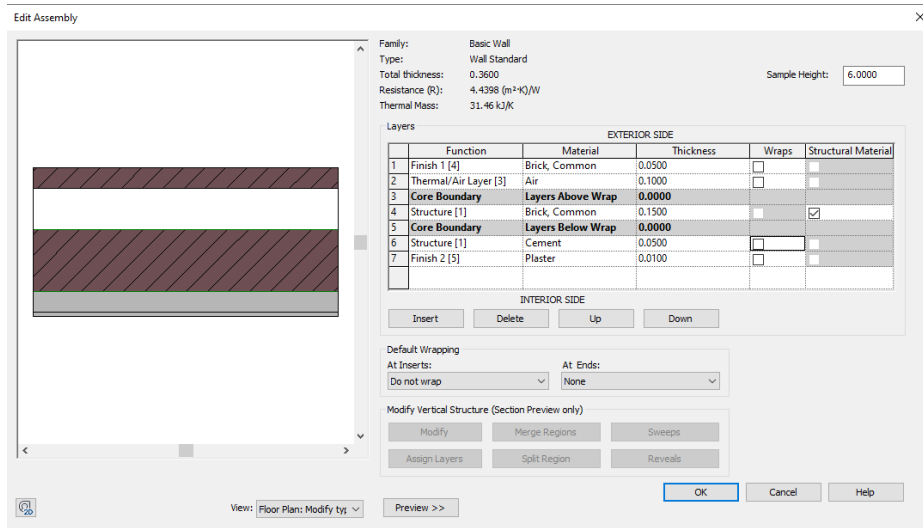 Edit Assembly
Family: Basic Wall
Type: Wall Standard
Total thickness: 0.3600 Sample Height: 6.0000
Resistance (R): 4.4398 (m²·K)/W
Thermal Mass: 31.46 kJ/K
Layers
EXTERIOR SIDE
Function Material Thickness Wraps Structural Material
1 Finish 1 [4] Brick, Common 0.0500
2 Thermal/Air Layer [3] Air 0.1000
3 Core Boundary Layers Above Wrap 0.0000
4 Structure [1] Brick, Common 0.1500
5 Core Boundary Layers Below Wrap 0.0000
6 Structure [1] Cement 0.0500
7 Finish 2 [5] Plaster 0.0100
INTERIOR SIDE
Insert Delete Up Down
Default Wrapping
At Inserts: At Ends:
Do not wrap None
Modify Vertical Structure (Section Preview only)
Modify Merge Regions Sweeps
Assign Layers Split Region Reveals
OK Cancel Help
2D View: Floor Plan: Modify typ Preview >>